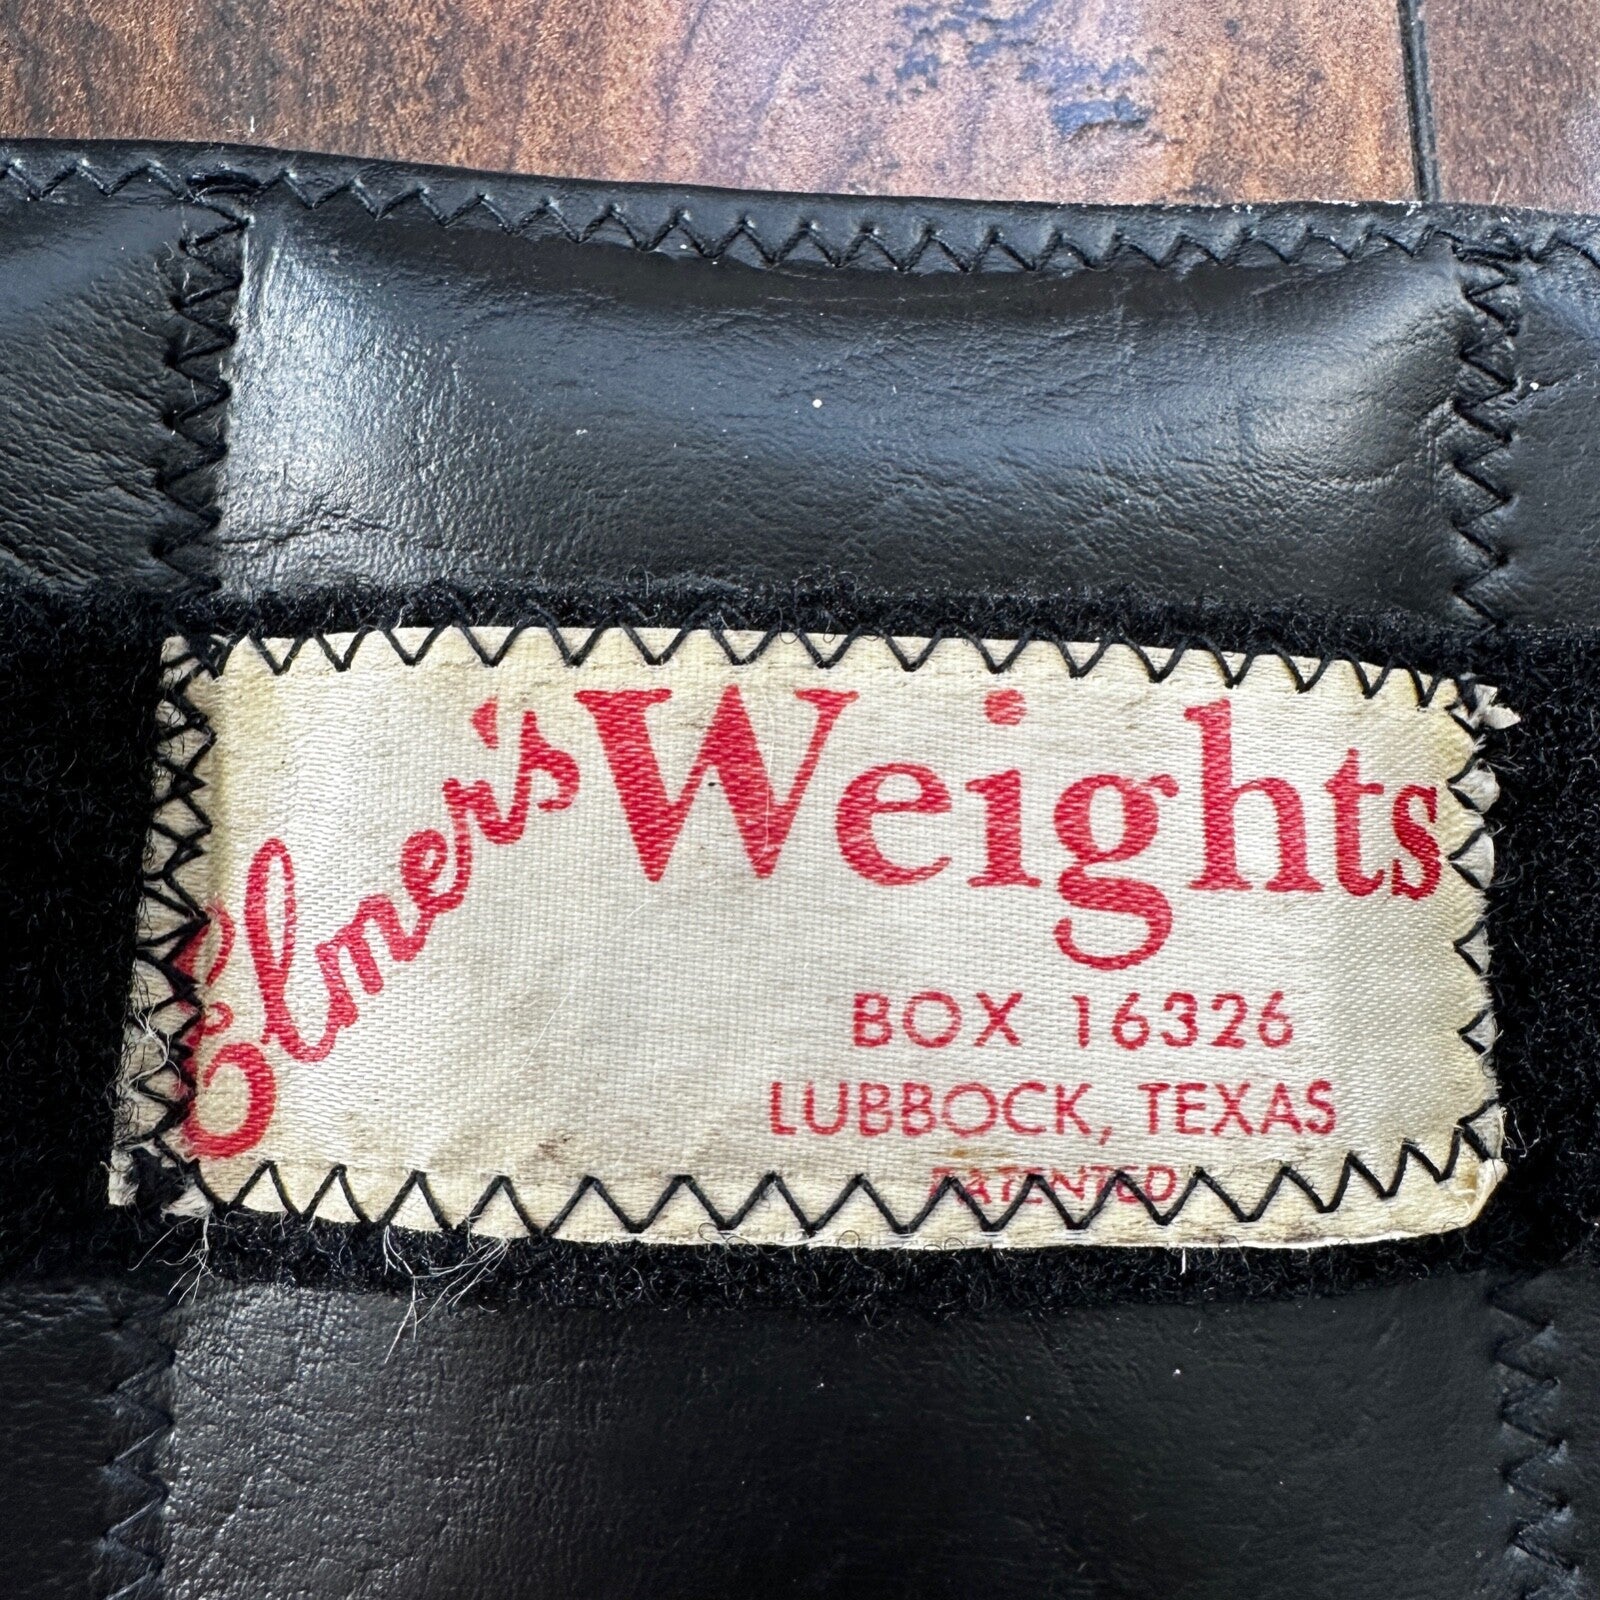 Elmer's Weights
BOX 16326
LUBBOCK, TEXAS
PATENTED